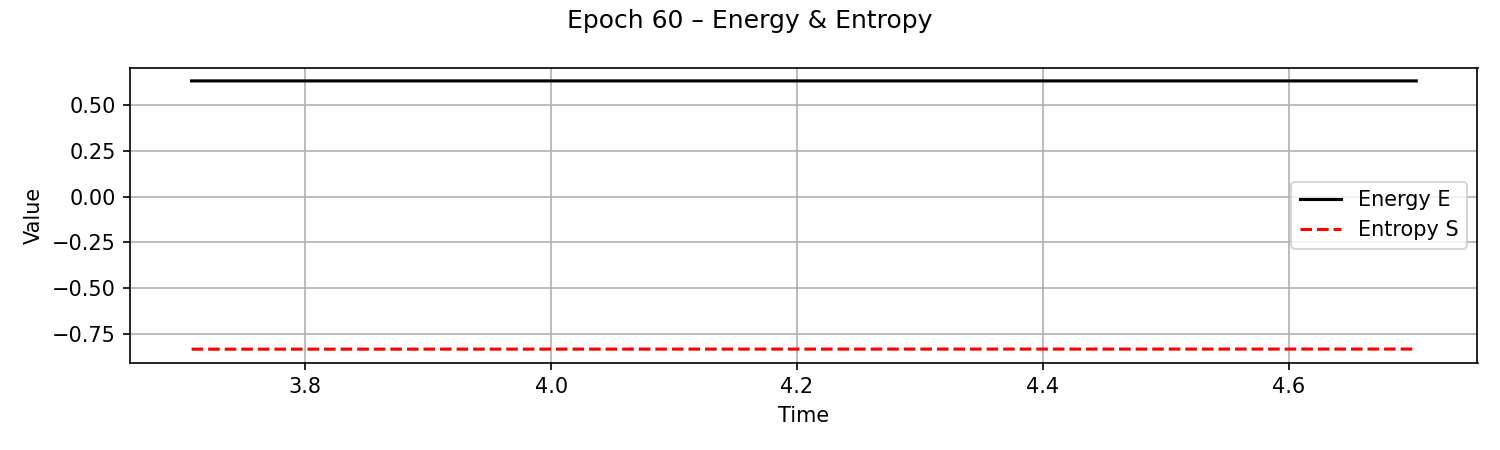 Epoch 60 – Energy & Entropy
Value
0.50
0.25
0.00
−0.25
−0.50
−0.75
Energy E
Entropy S
3.8 4.0 4.2 4.4 4.6
Time